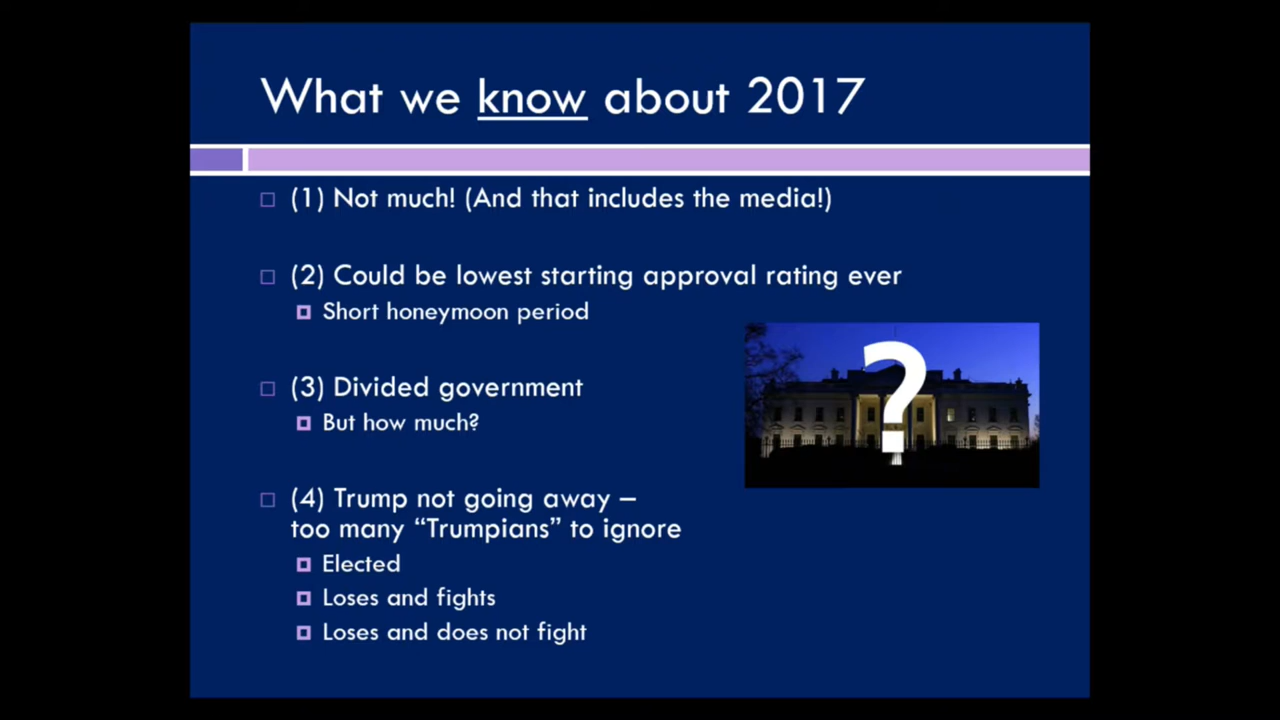 What we know about 2017
(1) Not much! (And that includes the media!)
(2) Could be lowest starting approval rating ever
Short honeymoon period
(3) Divided government
But how much?
?
(4) Trump not going away –
too many “Trumpians” to ignore
Elected
Loses and fights
Loses and does not fight